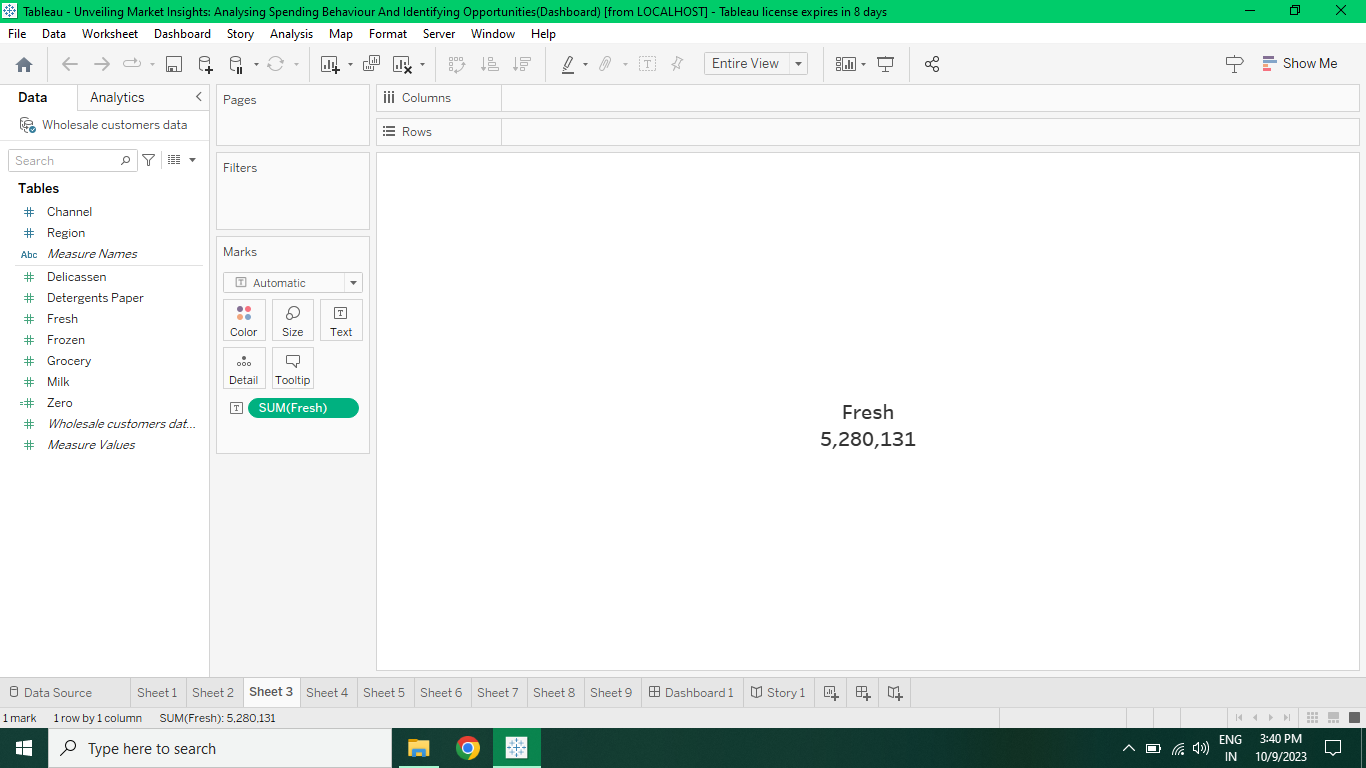 Tableau - Unveiling Market Insights: Analysing Spending Behaviour And Identifying Opportunities(Dashboard) [from LOCALHOST] - Tableau license expires in 8 days
File Data Worksheet Dashboard Story Analysis Map Format Server Window Help
Entire View
Show Me
Data Analytics
Wholesale customers data
Search
Tables
Channel
Region
Abc Measure Names
Delicassen
Detergents Paper
Fresh
Frozen
Grocery
Milk
Zero
Wholesale customers dat...
Measure Values
Pages
Filters
Marks
Automatic
Color Size Text
Detail Tooltip
SUM(Fresh)
Columns
Rows
Fresh
5,280,131
Data Source Sheet 1 Sheet 2 Sheet 3 Sheet 4 Sheet 5 Sheet 6 Sheet 7 Sheet 8 Sheet 9 Dashboard 1 Story 1
1 mark 1 row by 1 column SUM(Fresh): 5,280,131
Type here to search
ENG
IN
3:40 PM
10/9/2023